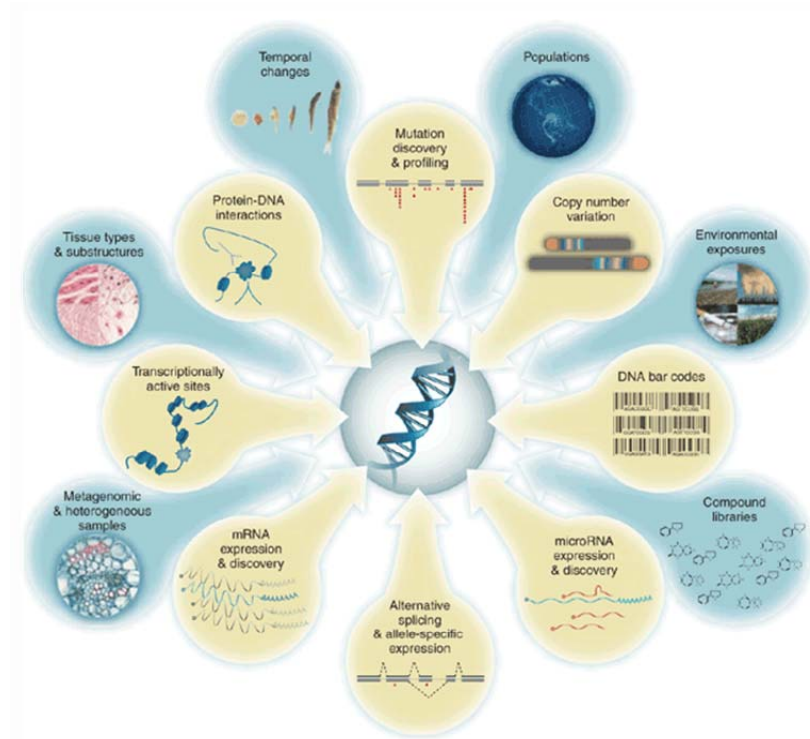 Temporal
changes
Populations
Mutation
discovery
& profiling
Protein-DNA
interactions
Copy number
variation
Tissue types
& substructures
Environmental
exposures
Transcriptionally
active sites
DNA bar codes
Metagenomic
& heterogeneous
samples
Compound
libraries
mRNA
expression
& discovery
microRNA
expression
& discovery
Alternative
splicing
& allele-specific
expression